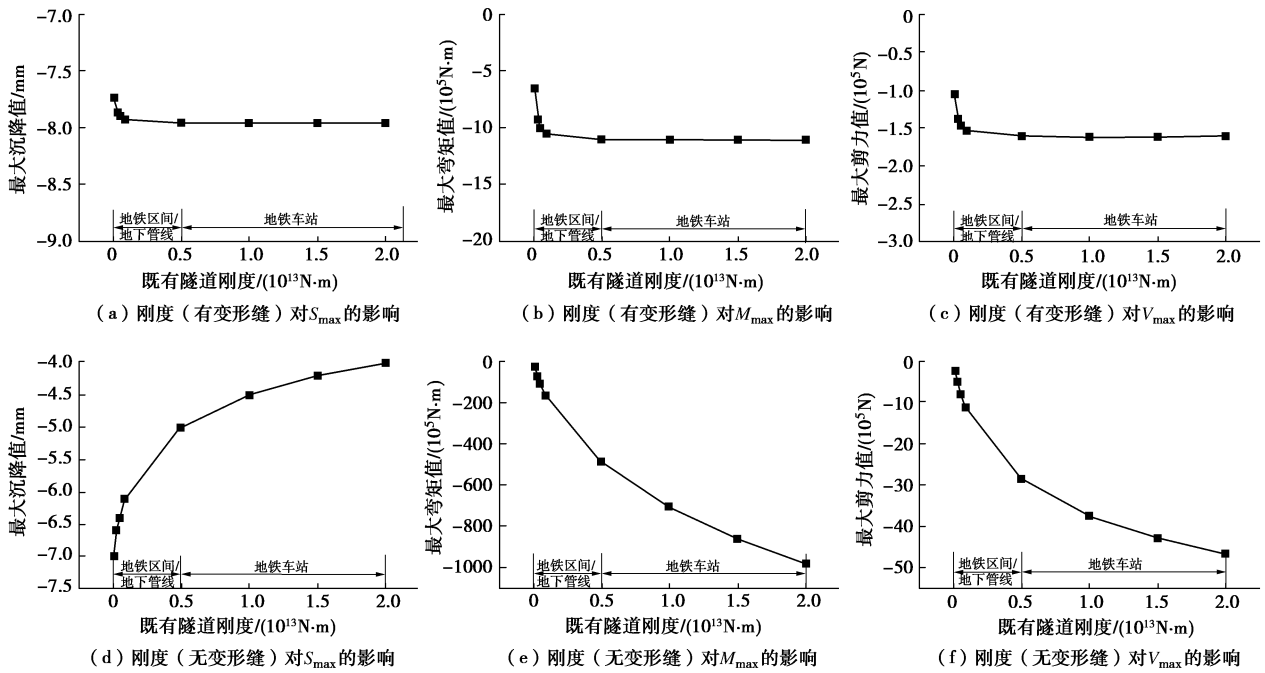 最大沉降值/mm
−7.0
−7.5
−8.0
−8.5
−9.0
地铁区间/
地下管线
地铁车站
0 0.5 1.0 1.5 2.0
既有隧道刚度/(10¹³N·m)
(a)刚度(有变形缝)对Smax的影响
最大弯矩值/(10⁵N·m)
0
−5
−10
−15
−20
地铁区间/
地下管线
地铁车站
0 0.5 1.0 1.5 2.0
既有隧道刚度/(10¹³N·m)
(b)刚度(有变形缝)对Mmax的影响
最大剪力值/(10⁵N)
0
−0.5
−1.0
−1.5
−2.0
−2.5
−3.0
地铁区间/
地下管线
地铁车站
0 0.5 1.0 1.5 2.0
既有隧道刚度/(10¹³N·m)
(c)刚度(有变形缝)对Vmax的影响
最大沉降值/mm
−4.0
−4.5
−5.0
−5.5
−6.0
−6.5
−7.0
−7.5
地铁区间/
地下管线
地铁车站
0 0.5 1.0 1.5 2.0
既有隧道刚度/(10¹³N·m)
(d)刚度(无变形缝)对Smax的影响
最大弯矩值/(10⁵N·m)
0
−200
−400
−600
−800
−1000
地铁区间/
地下管线
地铁车站
0 0.5 1.0 1.5 2.0
既有隧道刚度/(10¹³N·m)
(e)刚度(无变形缝)对Mmax的影响
最大剪力值/(10⁵N)
0
−10
−20
−30
−40
−50
地铁区间/
地下管线
地铁车站
0 0.5 1.0 1.5 2.0
既有隧道刚度/(10¹³N·m)
(f)刚度(无变形缝)对Vmax的影响